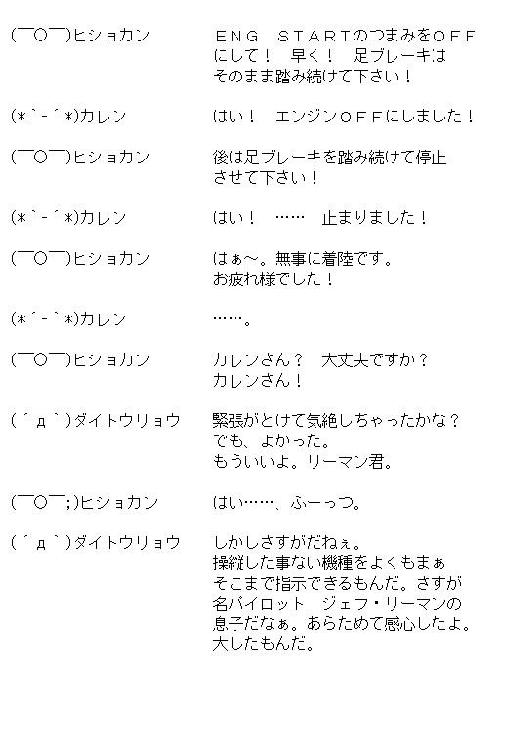 (￣○￣)ヒショカン　ＥＮＧ　ＳＴＡＲＴのつまみをＯＦＦ
にして！　早く！　足ブレーキは
そのまま踏み続けて下さい！
(*｀-´*)カレン　はい！　エンジンＯＦＦにしました！
(￣○￣)ヒショカン　後は足ブレーキを踏み続けて停止
させて下さい！
(*｀-´*)カレン　はい！　……　止まりました！
(￣○￣)ヒショカン　はぁ～。無事に着陸です。
お疲れ様でした！
(*｀-´*)カレン　……。
(￣○￣)ヒショカン　カレンさん？　大丈夫ですか？
カレンさん！
(´д｀)ダイトウリョウ　緊張がとけて気絶しちゃったかな？
でも、よかった。
もういいよ。リーマン君。
(￣○￣;)ヒショカン　はい……、ふーっつ。
(´д｀)ダイトウリョウ　しかしさすがだねぇ。
操縦した事ない機種をよくもまぁ
そこまで指示できるもんだ。さすが
名パイロット　ジェフ・リーマンの
息子だなぁ。あらためて感心したよ。
大したもんだ。